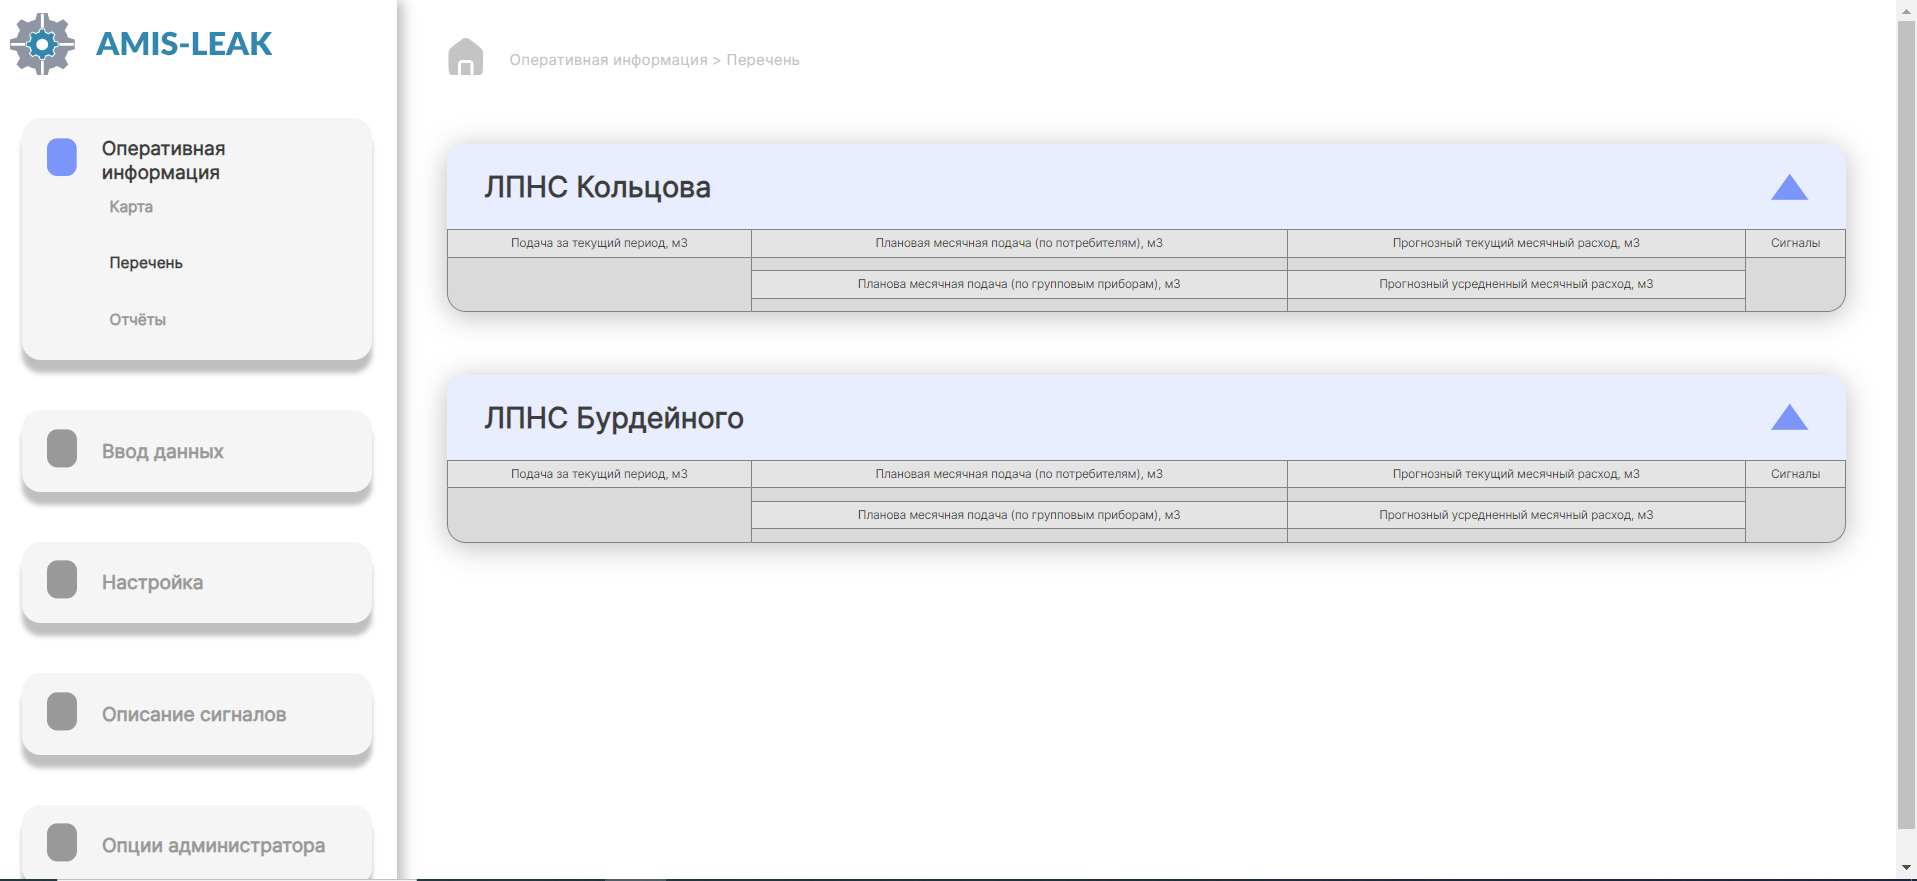 AMIS-LEAK
Оперативная
информация
Карта
Перечень
Отчёты
Ввод данных
Настройка
Описание сигналов
Опции администратора
Оперативная информация > Перечень
ЛПНС Кольцова
Подача за текущий период, м3
Плановая месячная подача (по потребителям), м3
Прогнозный текущий месячный расход, м3
Сигналы
Планова месячная подача (по групповым приборам), м3
Прогнозный усредненный месячный расход, м3
ЛПНС Бурдейного
Подача за текущий период, м3
Плановая месячная подача (по потребителям), м3
Прогнозный текущий месячный расход, м3
Сигналы
Планова месячная подача (по групповым приборам), м3
Прогнозный усредненный месячный расход, м3